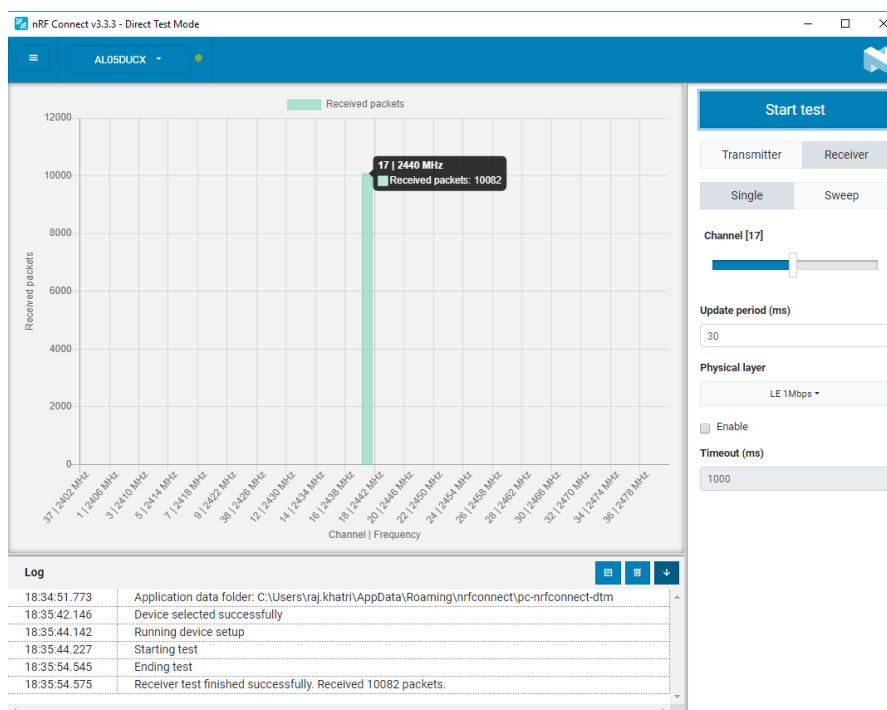 nRF Connect v3.3.3 - Direct Test Mode
AL05DUCX
Received packets
12000
10000
8000
6000
4000
2000
0
Received packets
17 | 2440 MHz
Received packets: 10082
37 | 2402 MHz
1 | 2406 MHz
3 | 2410 MHz
5 | 2414 MHz
7 | 2418 MHz
9 | 2422 MHz
38 | 2426 MHz
12 | 2430 MHz
14 | 2434 MHz
16 | 2438 MHz
18 | 2442 MHz
20 | 2446 MHz
22 | 2450 MHz
24 | 2454 MHz
26 | 2458 MHz
28 | 2462 MHz
30 | 2466 MHz
32 | 2470 MHz
34 | 2474 MHz
36 | 2478 MHz
Channel | Frequency
Start test
Transmitter Receiver
Single Sweep
Channel [17]
Update period (ms)
30
Physical layer
LE 1Mbps
Enable
Timeout (ms)
1000
Log
18:34:51.773 Application data folder: C:\Users\raj.khatri\AppData\Roaming\nrfconnect\pc-nrfconnect-dtm
18:35:42.146 Device selected successfully
18:35:44.142 Running device setup
18:35:44.227 Starting test
18:35:54.545 Ending test
18:35:54.575 Receiver test finished successfully. Received 10082 packets.